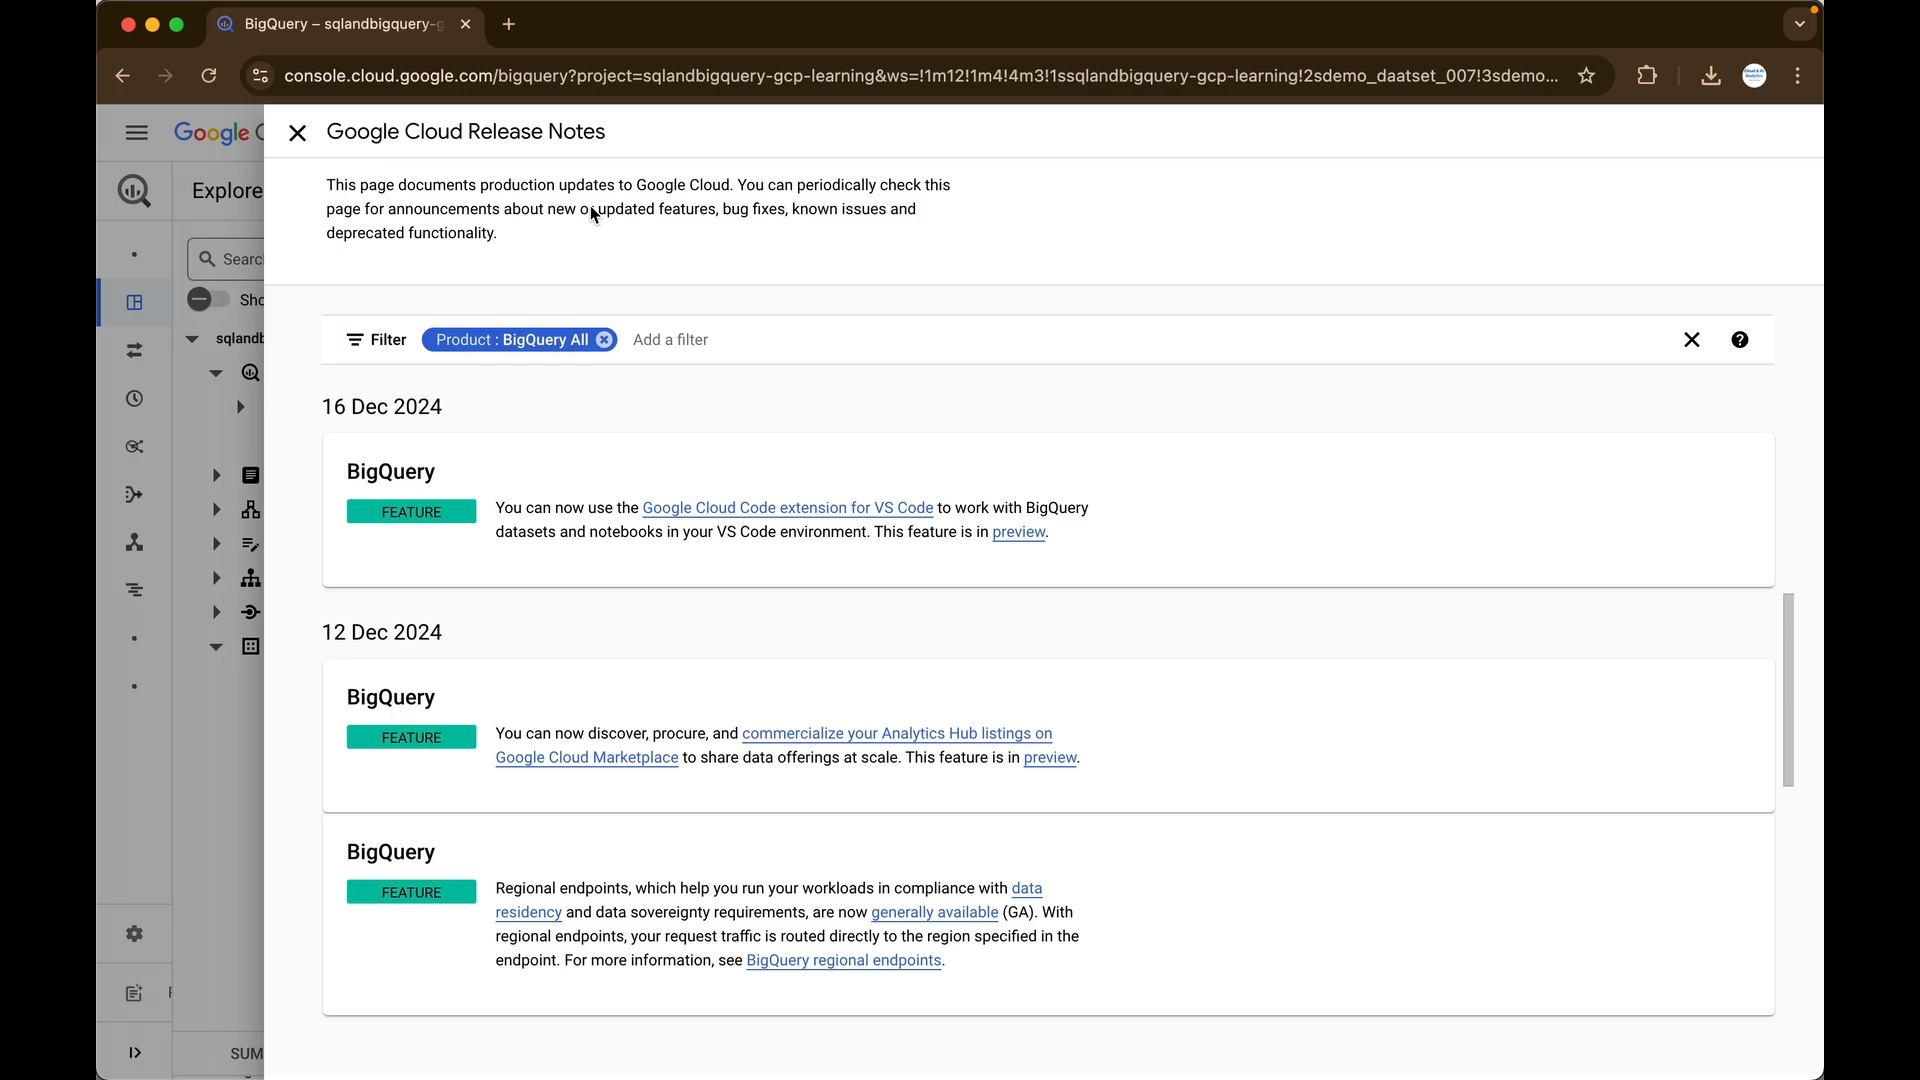 BigQuery – sqlandbigquery-g
console.cloud.google.com/bigquery?project=sqlandbigquery-gcp-learning&ws=!1m12!1m4!4m3!1ssqlandbigquery-gcp-learning!2sdemo_daatset_007!3sdemo...
Google C
Google Cloud Release Notes
This page documents production updates to Google Cloud. You can periodically check this
page for announcements about new or updated features, bug fixes, known issues and
deprecated functionality.
Explore
Searc
Sho
sqlandb
Filter
Product : BigQuery All
Add a filter
16 Dec 2024
BigQuery
FEATURE
You can now use the Google Cloud Code extension for VS Code to work with BigQuery
datasets and notebooks in your VS Code environment. This feature is in preview.
12 Dec 2024
BigQuery
FEATURE
You can now discover, procure, and commercialize your Analytics Hub listings on
Google Cloud Marketplace to share data offerings at scale. This feature is in preview.
BigQuery
FEATURE
Regional endpoints, which help you run your workloads in compliance with data
residency and data sovereignty requirements, are now generally available (GA). With
regional endpoints, your request traffic is routed directly to the region specified in the
endpoint. For more information, see BigQuery regional endpoints.
SUM